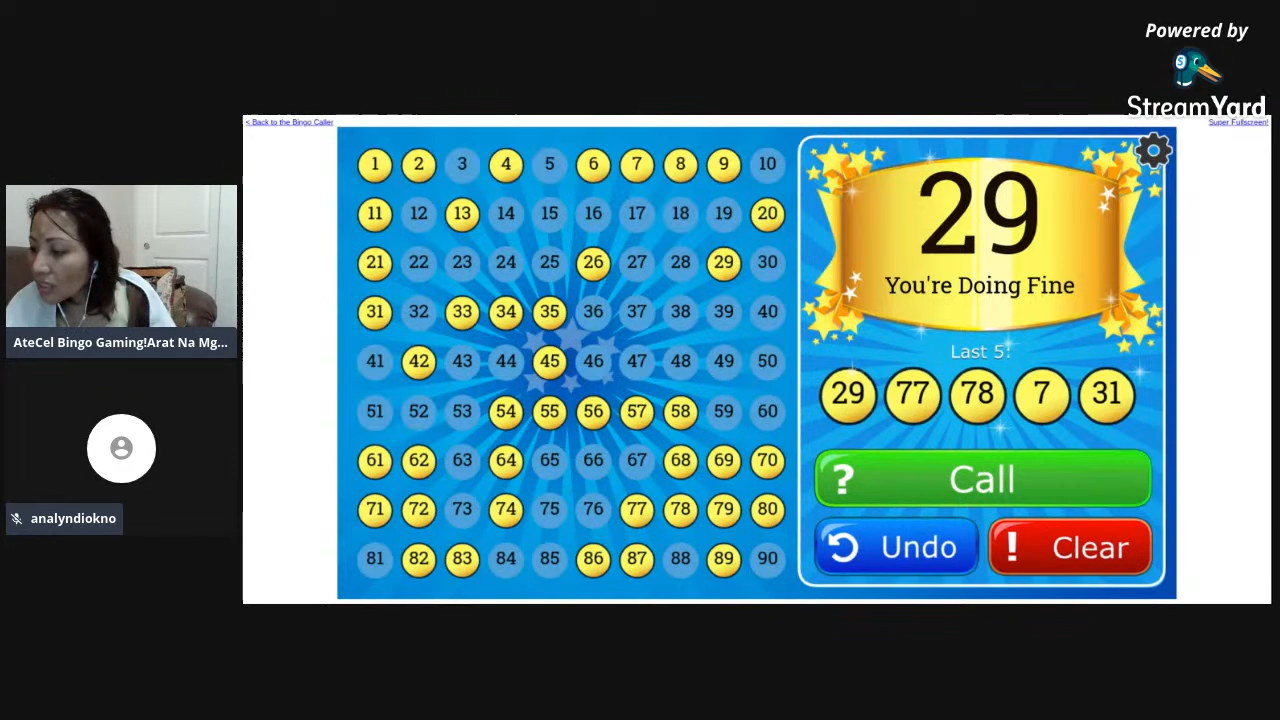 Powered by
StreamYard
< Back to the Bingo Caller
Super Fullscreen!
1 2 3 4 5 6 7 8 9 10
11 12 13 14 15 16 17 18 19 20
21 22 23 24 25 26 27 28 29 30
31 32 33 34 35 36 37 38 39 40
41 42 43 44 45 46 47 48 49 50
51 52 53 54 55 56 57 58 59 60
61 62 63 64 65 66 67 68 69 70
71 72 73 74 75 76 77 78 79 80
81 82 83 84 85 86 87 88 89 90
29
You're Doing Fine
Last 5:
29 77 78 7 31
? Call
Undo
! Clear
AteCel Bingo Gaming!Arat Na Mg...
analyndiokno